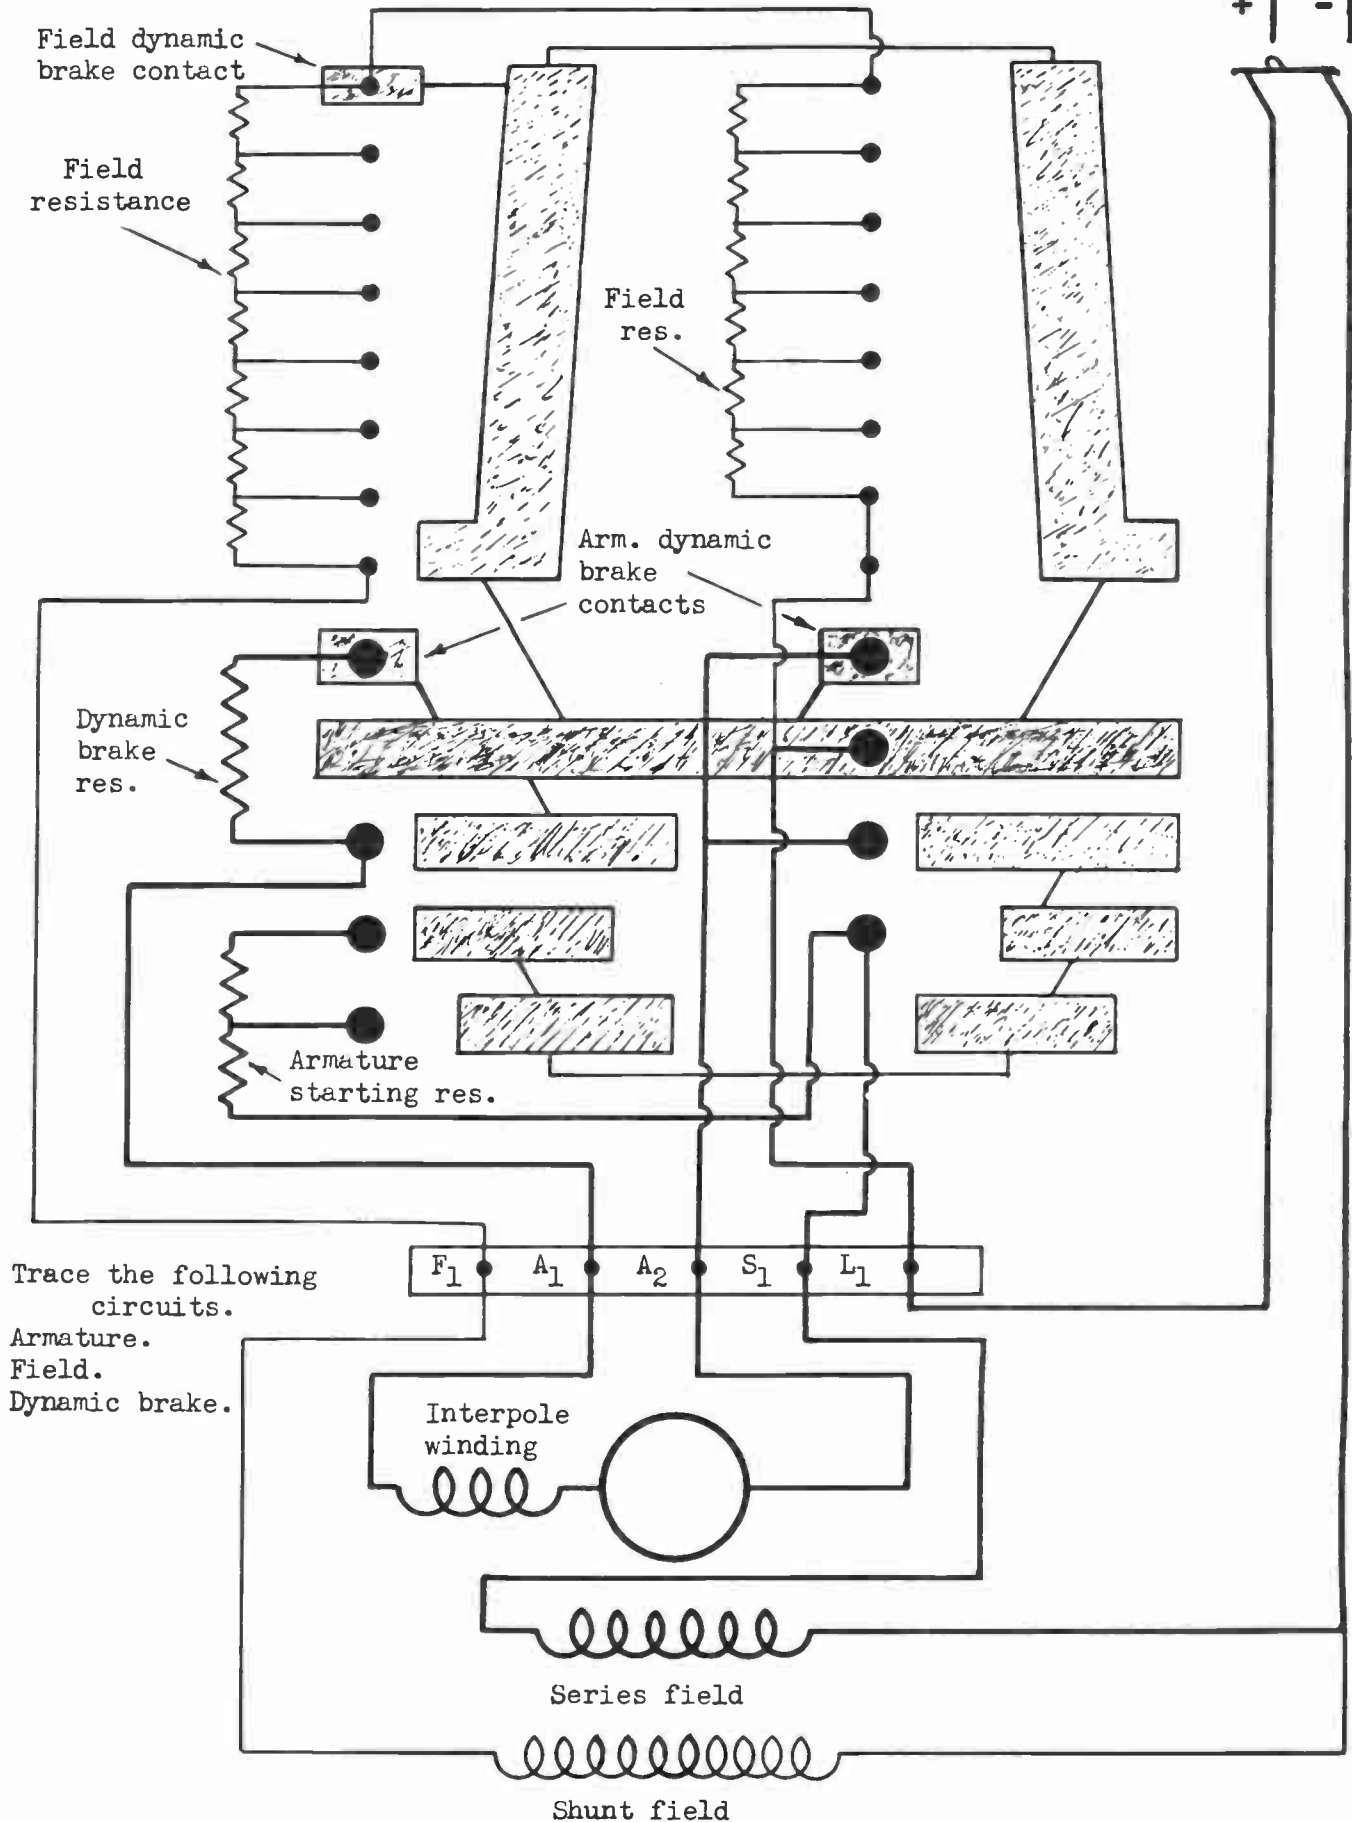 + -
Field dynamic
brake contact
Field
resistance
Field
res.
Arm. dynamic
brake
contacts
Dynamic
brake
res.
Armature
starting res.
F1 A1 A2 S1 L1
Trace the following
circuits.
Armature.
Field.
Dynamic brake.
Interpole
winding
Series field
Shunt field